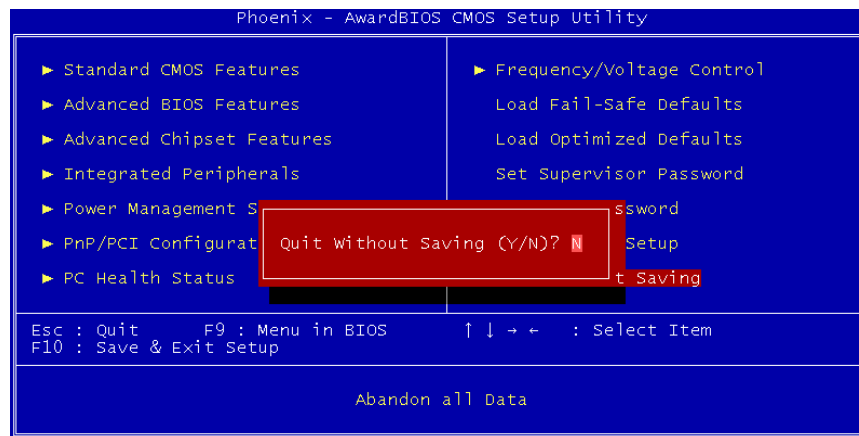 Phoenix - AwardBIOS CMOS Setup Utility
► Standard CMOS Features
► Advanced BIOS Features
► Advanced Chipset Features
► Integrated Peripherals
► Power Management S
► PnP/PCI Configurat
► PC Health Status
► Frequency/Voltage Control
Load Fail-Safe Defaults
Load Optimized Defaults
Set Supervisor Password
ssword
Setup
t Saving
Quit Without Saving (Y/N)? N
Esc : Quit F9 : Menu in BIOS ↑ ↓ → ← : Select Item
F10 : Save & Exit Setup
Abandon all Data